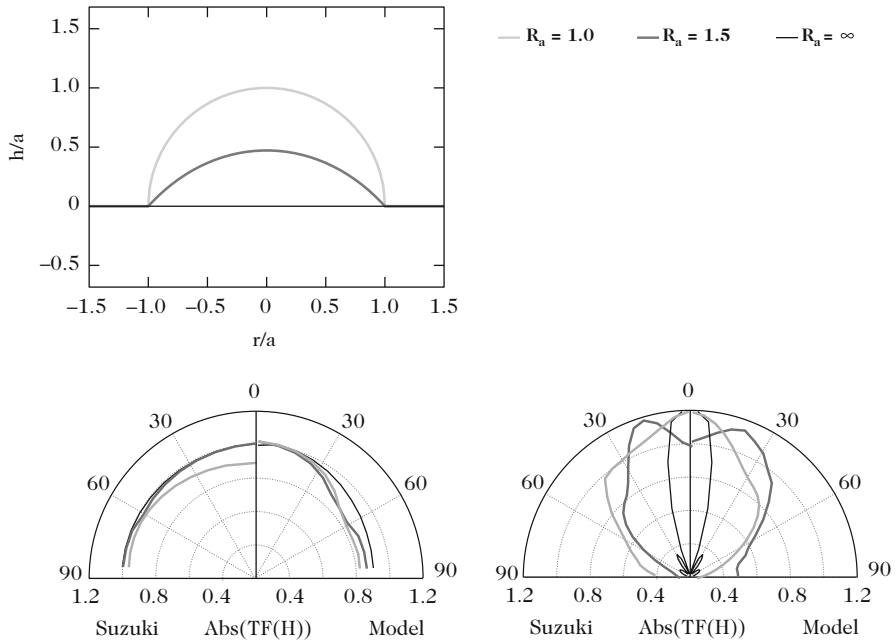 1.5
1.0
0.5
0
−0.5
h/a
−1.5 −1.0 −0.5 0 0.5 1.0 1.5
r/a
R_a = 1.0 R_a = 1.5 R_a = ∞
0
30 30
60 60
90 90
1.2 0.8 0.4 0.4 0.8 1.2
Suzuki Abs(TF(H)) Model
0
30 30
60 60
90 90
1.2 0.8 0.4 0.4 0.8 1.2
Suzuki Abs(TF(H)) Model